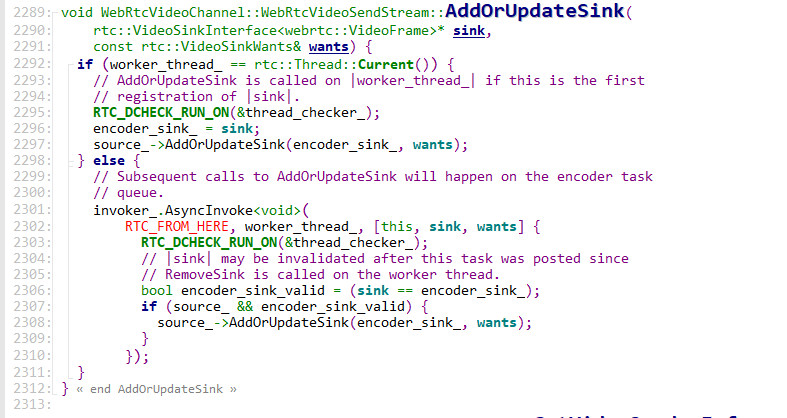 2289: void WebRtcVideoChannel::WebRtcVideoSendStream::AddOrUpdateSink(
2290: rtc::VideoSinkInterface<webrtc::VideoFrame>* sink,
2291: const rtc::VideoSinkWants& wants) {
2292: if (worker_thread_ == rtc::Thread::Current()) {
2293: // AddOrUpdateSink is called on |worker_thread_| if this is the first
2294: // registration of |sink|.
2295: RTC_DCHECK_RUN_ON(&thread_checker_);
2296: encoder_sink_ = sink;
2297: source_->AddOrUpdateSink(encoder_sink_, wants);
2298: } else {
2299: // Subsequent calls to AddOrUpdateSink will happen on the encoder task
2300: // queue.
2301: invoker_.AsyncInvoke<void>(
2302: RTC_FROM_HERE, worker_thread_, [this, sink, wants] {
2303: RTC_DCHECK_RUN_ON(&thread_checker_);
2304: // |sink| may be invalidated after this task was posted since
2305: // RemoveSink is called on the worker thread.
2306: bool encoder_sink_valid = (sink == encoder_sink_);
2307: if (source_ && encoder_sink_valid) {
2308: source_->AddOrUpdateSink(encoder_sink_, wants);
2309: }
2310: });
2311: }
2312: } « end AddOrUpdateSink »
2313: